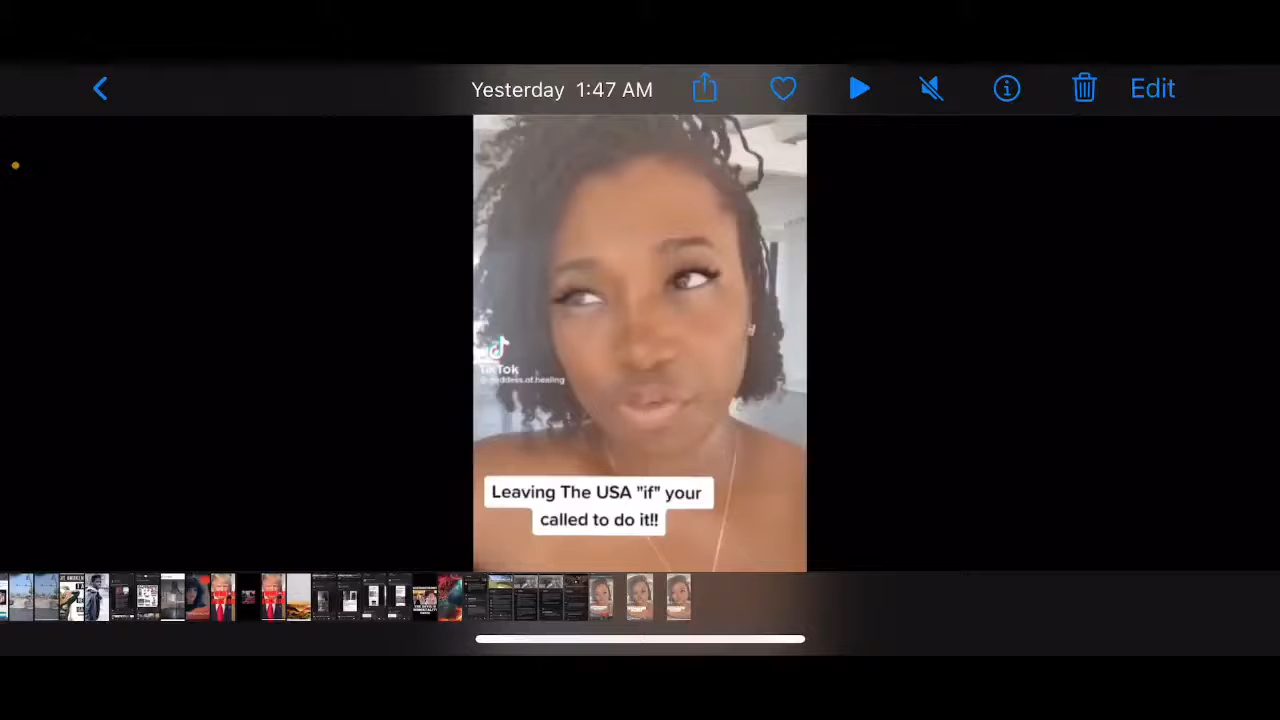 Yesterday 1:47 AM
Edit
TikTok
Leaving The USA "if" your
called to do it!!